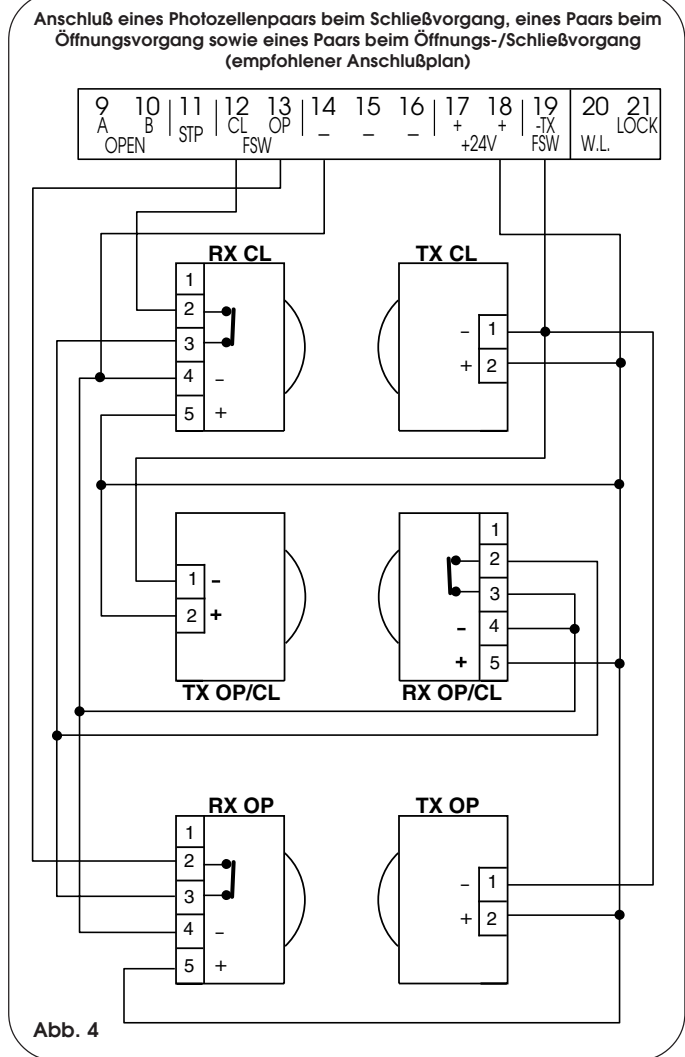 Anschluß eines Photozellenpaars beim Schließvorgang, eines Paars beim
Öffnungsvorgang sowie eines Paars beim Öffnungs-/Schließvorgang
(empfohlener Anschlußplan)
9 10 11 12 13 14 15 16 17 18 19 20 21
A B STP CL OP _ _ _ + + -TX LOCK
OPEN FSW +24V FSW W.L.
RX CL TX CL
1
2
3
4 –
5 +
– 1
+ 2
1 -
2 +
1
2
3
- 4
+ 5
TX OP/CL RX OP/CL
RX OP TX OP
1
2
3
4 –
5 +
– 1
+ 2
Abb. 4